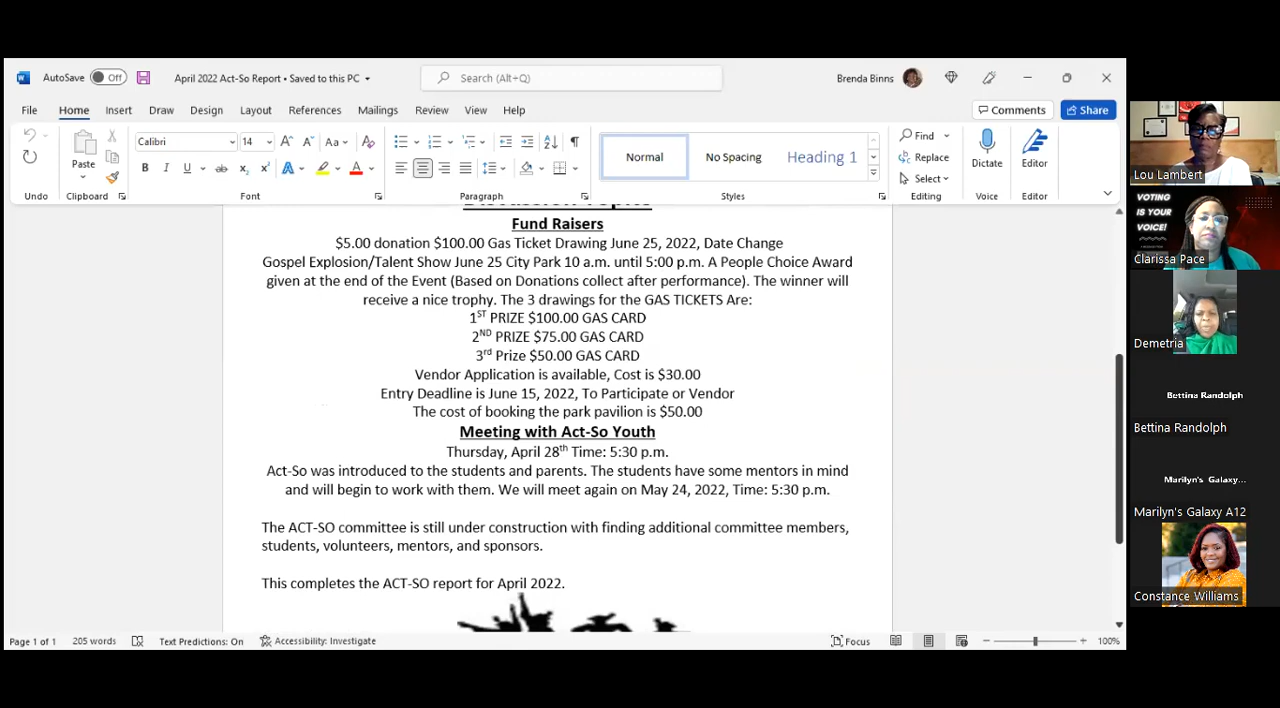 AutoSave Off April 2022 Act-So Report • Saved to this PC Search (Alt+Q) Brenda Binns
File Home Insert Draw Design Layout References Mailings Review View Help Comments Share
Calibri 14 Aa Normal No Spacing Heading 1 Find
Paste Replace Dictate Editor
B I U ab x2 x2 A A Select
Undo Clipboard Font Paragraph Styles Editing Voice Editor
Fund Raisers
$5.00 donation $100.00 Gas Ticket Drawing June 25, 2022, Date Change
Gospel Explosion/Talent Show June 25 City Park 10 a.m. until 5:00 p.m. A People Choice Award
given at the end of the Event (Based on Donations collect after performance). The winner will
receive a nice trophy. The 3 drawings for the GAS TICKETS Are:
1ST PRIZE $100.00 GAS CARD
2ND PRIZE $75.00 GAS CARD
3rd Prize $50.00 GAS CARD
Vendor Application is available, Cost is $30.00
Entry Deadline is June 15, 2022, To Participate or Vendor
The cost of booking the park pavilion is $50.00
Meeting with Act-So Youth
Thursday, April 28th Time: 5:30 p.m.
Act-So was introduced to the students and parents. The students have some mentors in mind
and will begin to work with them. We will meet again on May 24, 2022, Time: 5:30 p.m.
The ACT-SO committee is still under construction with finding additional committee members,
students, volunteers, mentors, and sponsors.
This completes the ACT-SO report for April 2022.
Page 1 of 1 205 words Text Predictions: On Accessibility: Investigate Focus 100%
Lou Lambert
VOTING
IS YOUR
VOICE!
Clarissa Pace
Demetria
Bettina Randolph
Bettina Randolph
Marilyn's Galaxy...
Marilyn's Galaxy A12
Constance Williams